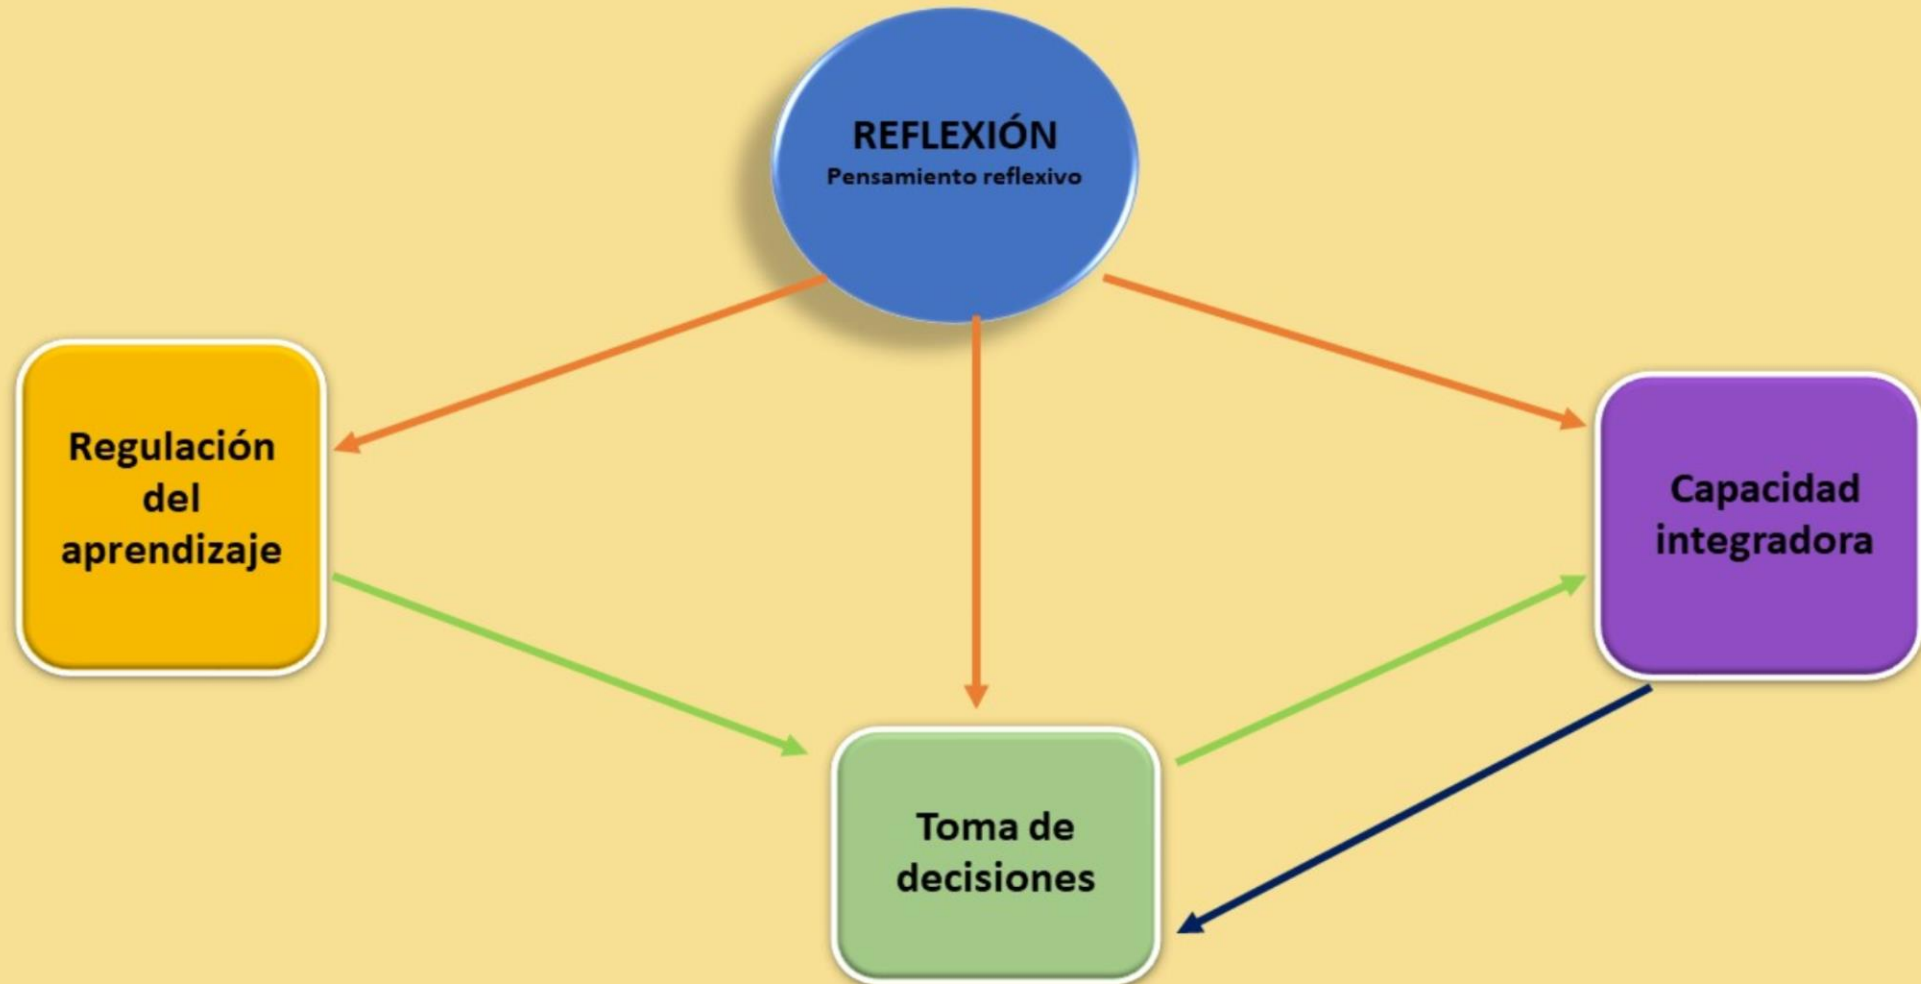 REFLEXIÓN
Pensamiento reflexivo
Regulación
del
aprendizaje
Capacidad
integradora
Toma de
decisiones